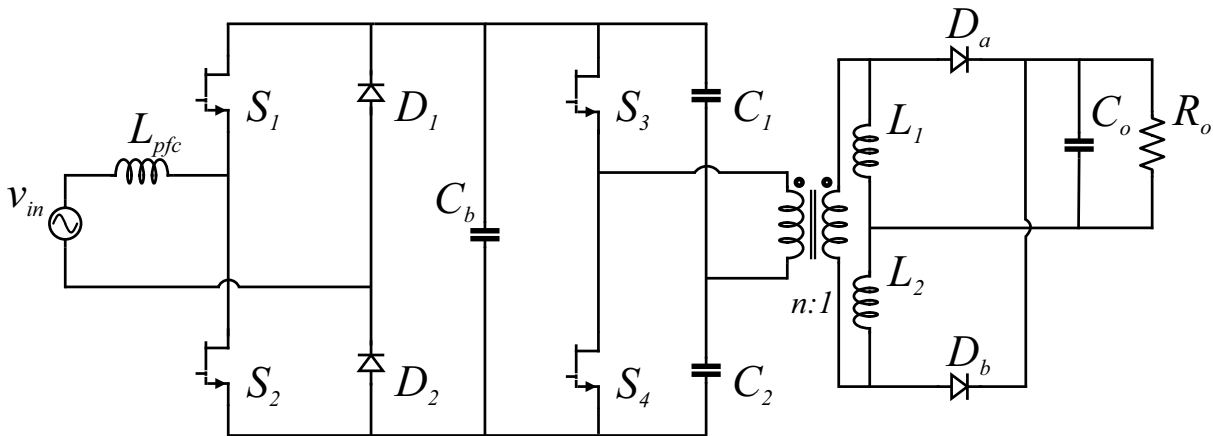 D_a
S_1
D_1
S_3
C_1
L_1
C_o
R_o
L_pfc
v_in
C_b
n:1
L_2
S_2
D_2
S_4
C_2
D_b